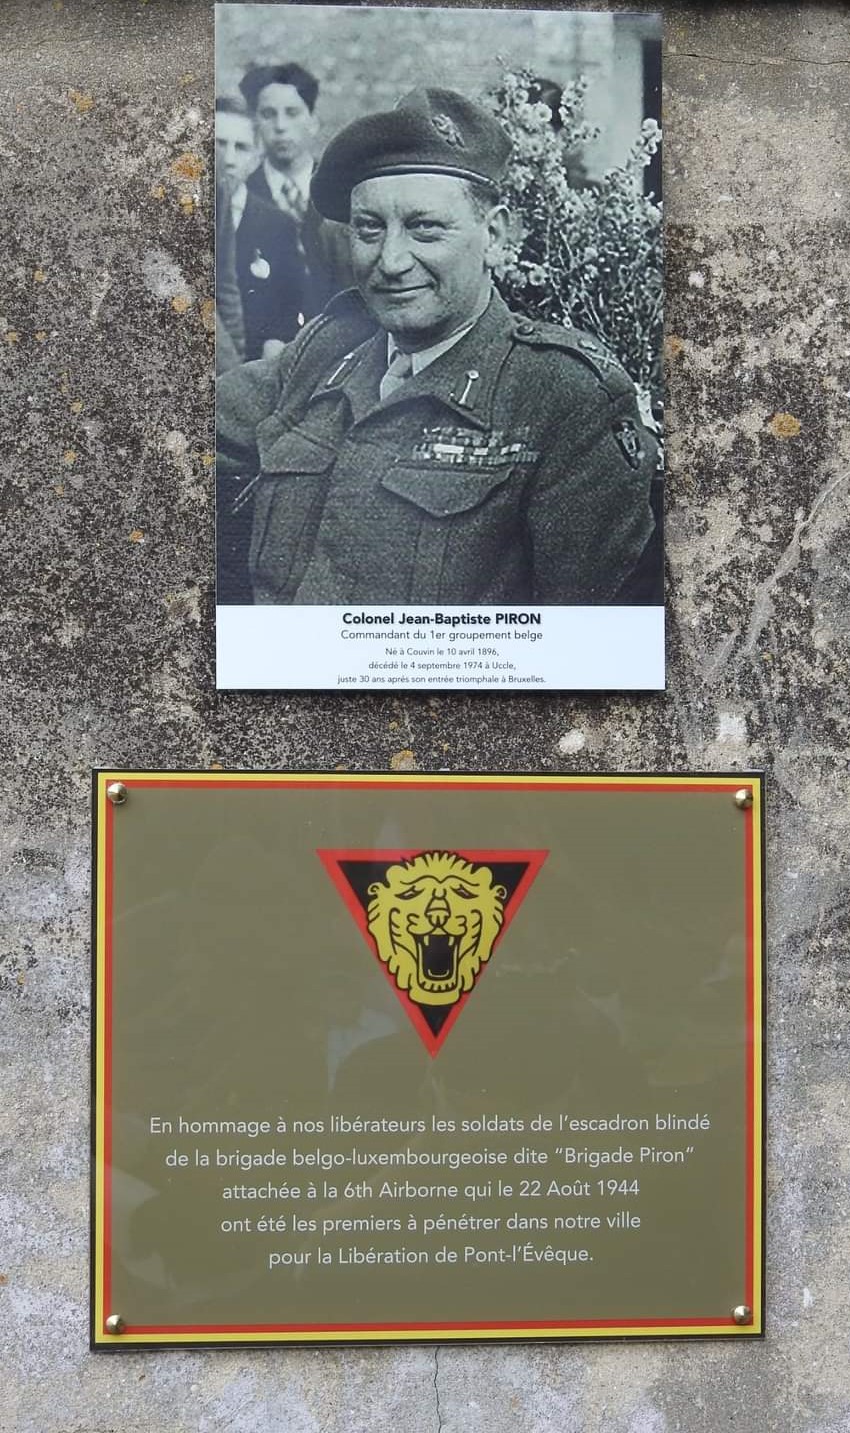 Colonel Jean-Baptiste PIRON
Commandant du 1er groupement belge
Né à Couvin le 10 avril 1896,
décédé le 4 septembre 1974 à Uccle,
juste 30 ans après son entrée triomphale à Bruxelles.
En hommage à nos libérateurs les soldats de l'escadron blindé
de la brigade belgo-luxembourgeoise dite "Brigade Piron"
attachée à la 6th Airborne qui le 22 Août 1944
ont été les premiers à pénétrer dans notre ville
pour la Libération de Pont-l'Évêque.